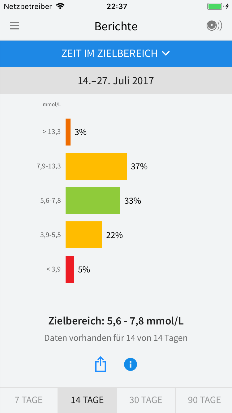 Netzbetreiber 22:37
Berichte
ZEIT IM ZIELBEREICH
14.–27. Juli 2017
mmol/L
> 13,3 3%
7,9-13,3 37%
5,6-7,8 33%
3,9-5,5 22%
< 3,9 5%
Zielbereich: 5,6 - 7,8 mmol/L
Daten vorhanden für 14 von 14 Tagen
7 TAGE 14 TAGE 30 TAGE 90 TAGE